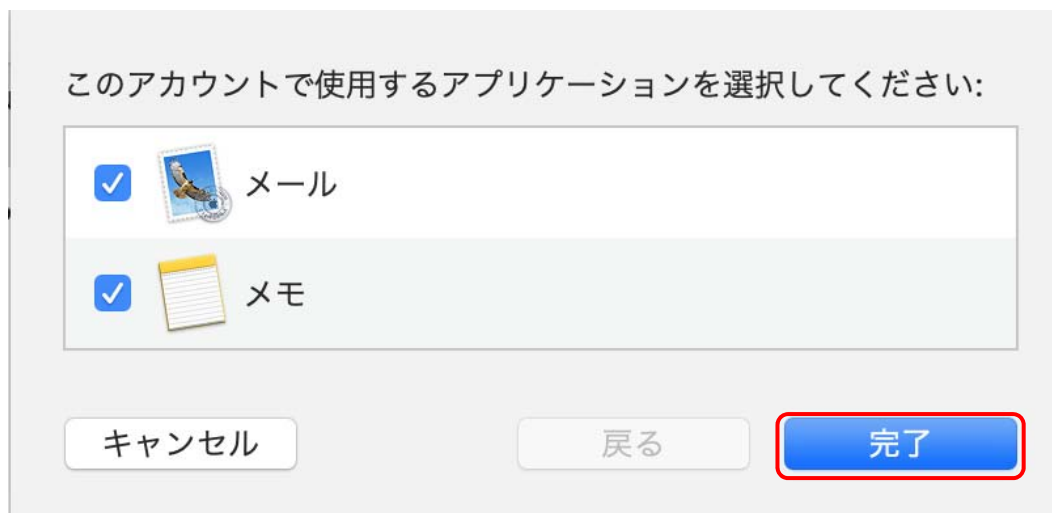 このアカウントで使用するアプリケーションを選択してください:
メール
メモ
キャンセル
戻る
完了